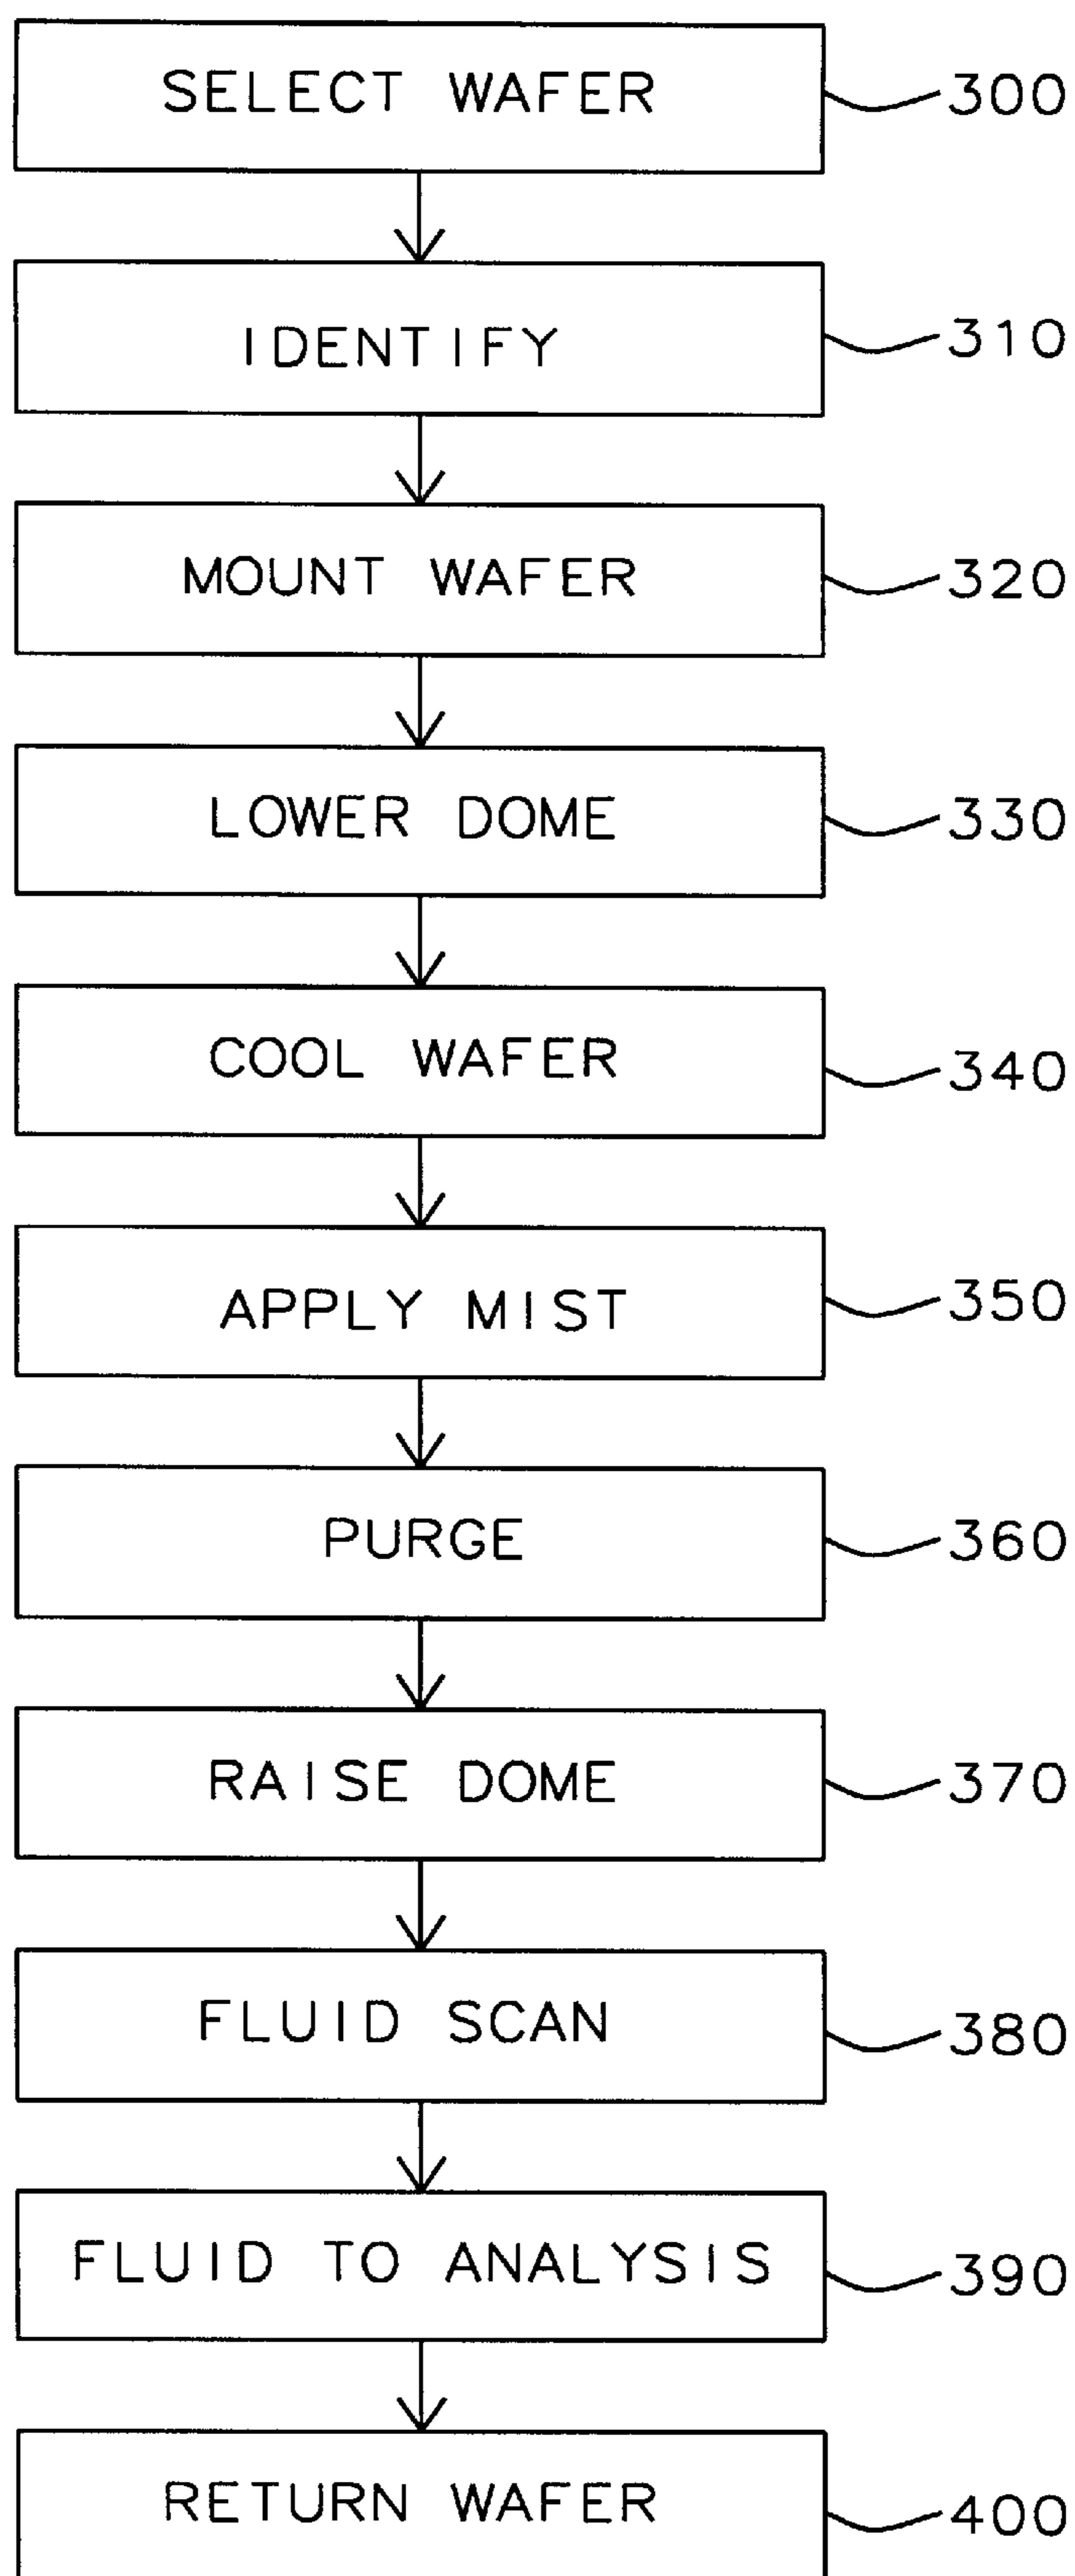 SELECT WAFER 300
IDENTIFY 310
MOUNT WAFER 320
LOWER DOME 330
COOL WAFER 340
APPLY MIST 350
PURGE 360
RAISE DOME 370
FLUID SCAN 380
FLUID TO ANALYSIS 390
RETURN WAFER 400